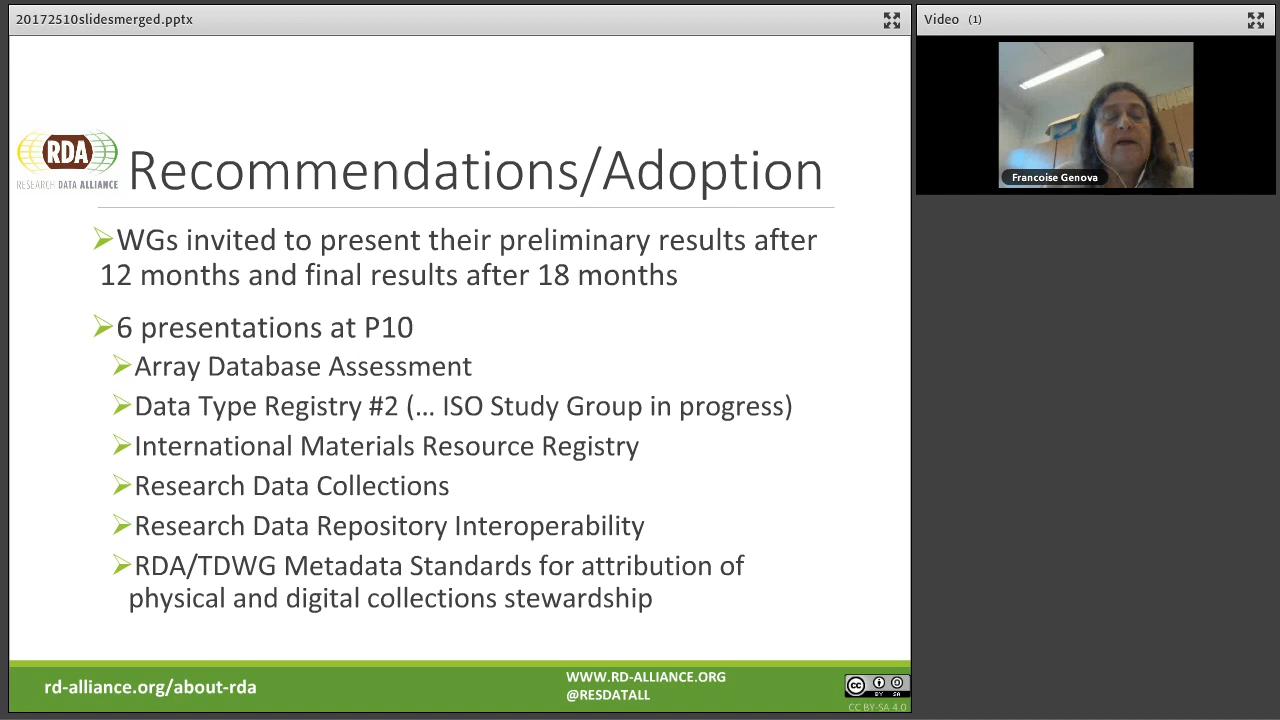 20172510slidesmerged.pptx
Video (1)
Francoise Genova
RDA
RESEARCH DATA ALLIANCE
Recommendations/Adoption
WGs invited to present their preliminary results after
12 months and final results after 18 months
6 presentations at P10
Array Database Assessment
Data Type Registry #2 (... ISO Study Group in progress)
International Materials Resource Registry
Research Data Collections
Research Data Repository Interoperability
RDA/TDWG Metadata Standards for attribution of
physical and digital collections stewardship
rd-alliance.org/about-rda
WWW.RD-ALLIANCE.ORG
@RESDATALL
cc BY SA
CC BY-SA 4.0